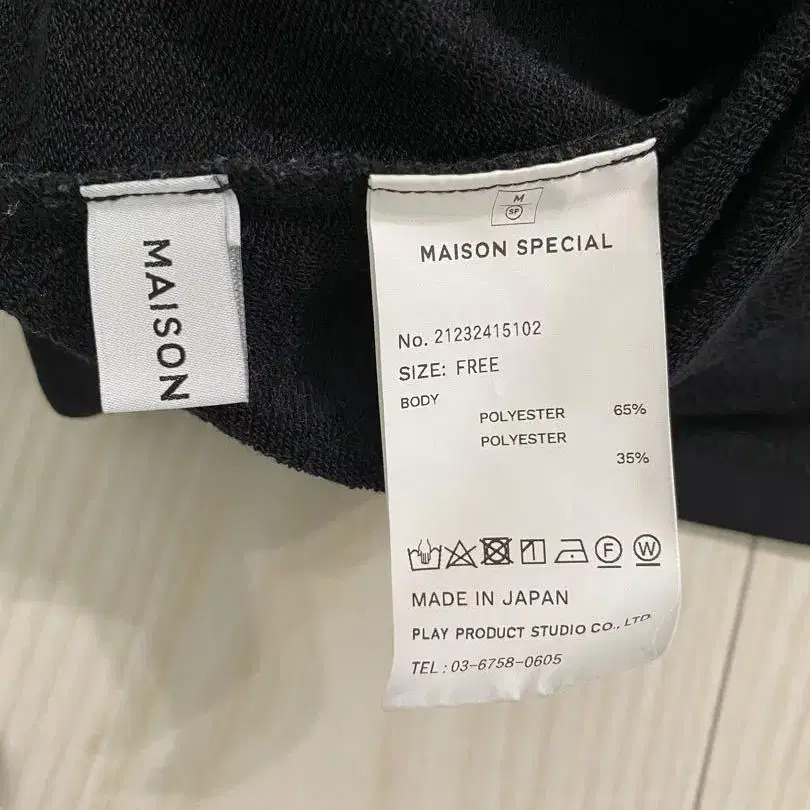 MAISON
M
SP
MAISON SPECIAL
No. 21232415102
SIZE: FREE
BODY
POLYESTER 65%
POLYESTER
35%
F W
MADE IN JAPAN
PLAY PRODUCT STUDIO CO., LTD.
TEL : 03-6758-0605